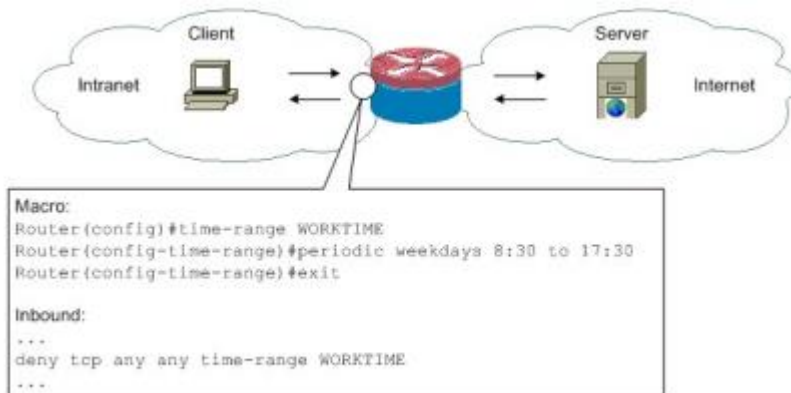 Client
Server
Intranet
Internet
Macro:
Router(config)#time-range WORKTIME
Router(config-time-range)#periodic weekdays 8:30 to 17:30
Router(config-time-range)#exit
Inbound:
...
deny tcp any any time-range WORKTIME
...